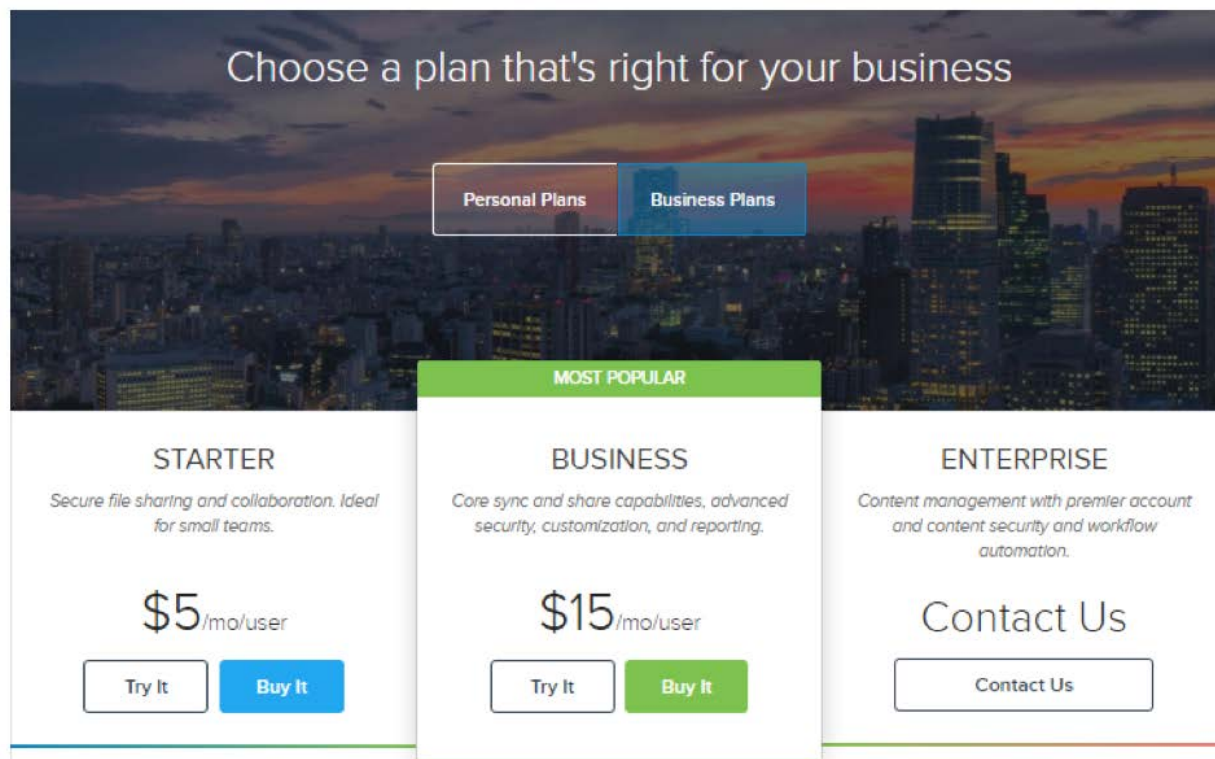 Choose a plan that's right for your business
Personal Plans
Business Plans
MOST POPULAR
STARTER
Secure file sharing and collaboration. Ideal
for small teams.
$5/mo/user
Try It
Buy It
BUSINESS
Core sync and share capabilities, advanced
security, customization, and reporting.
$15/mo/user
Try It
Buy It
ENTERPRISE
Content management with premier account
and content security and workflow
automation.
Contact Us
Contact Us